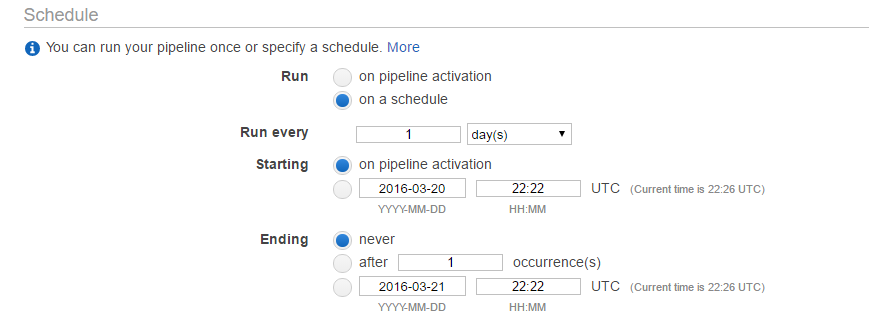 Schedule
You can run your pipeline once or specify a schedule. More
Run on pipeline activation
on a schedule
Run every 1 day(s)
Starting on pipeline activation
2016-03-20 22:22 UTC (Current time is 22:26 UTC)
YYYY-MM-DD HH:MM
Ending never
after 1 occurrence(s)
2016-03-21 22:22 UTC (Current time is 22:26 UTC)
YYYY-MM-DD HH:MM